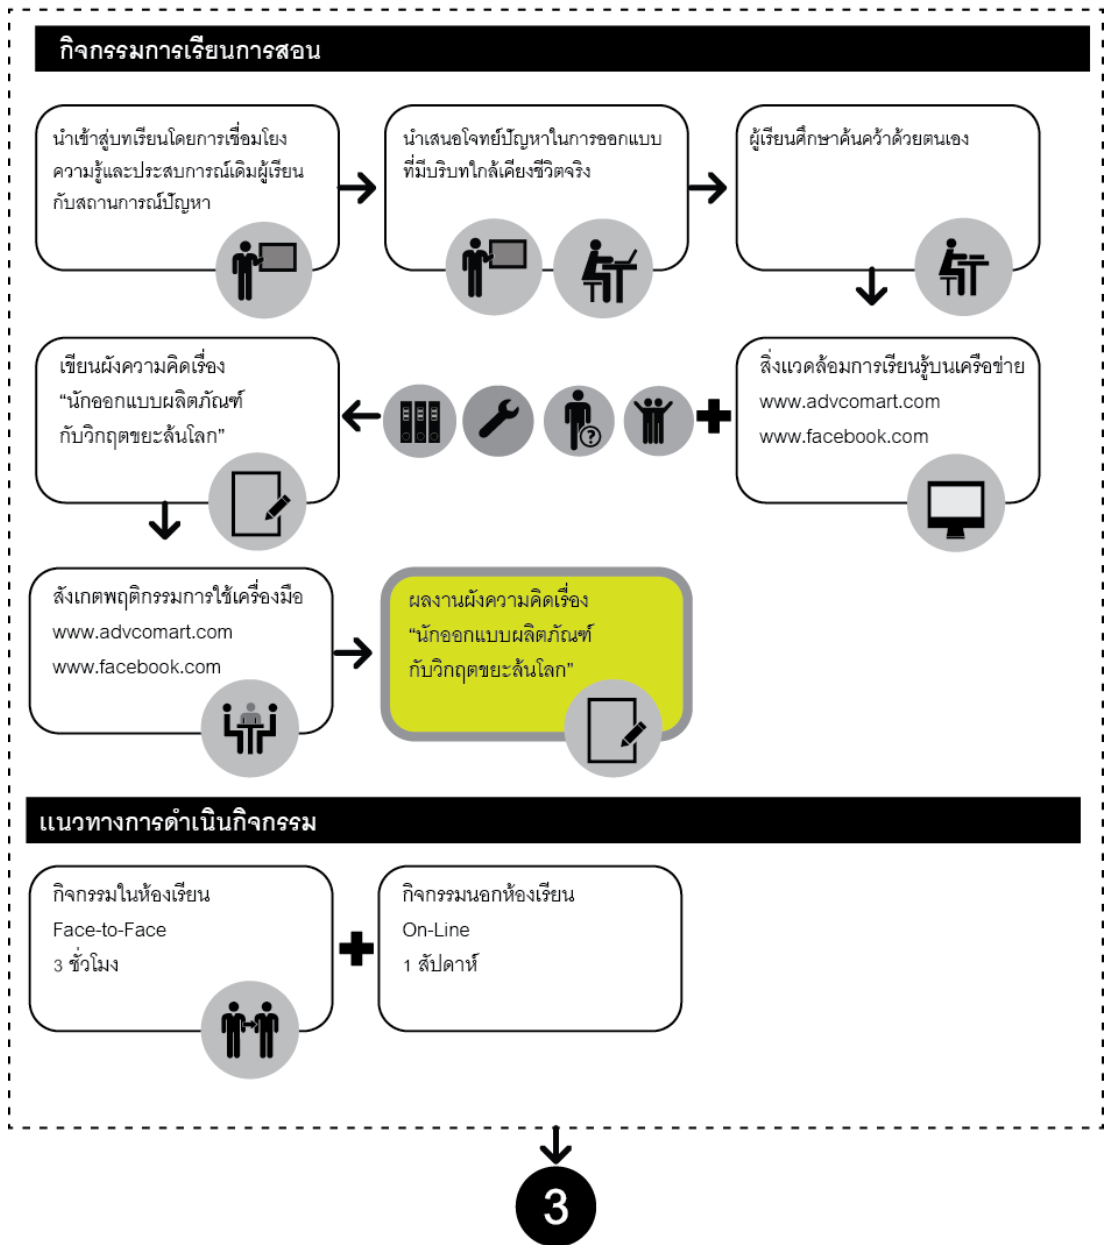 กิจกรรมการเรียนการสอน
นำเข้าสู่บทเรียนโดยการเชื่อมโยง
ความรู้และประสบการณ์เดิมผู้เรียน
กับสถานการณ์ปัญหา
นำเสนอโจทย์ปัญหาในการออกแบบ
ที่มีบริบทใกล้เคียงชีวิตจริง
ผู้เรียนศึกษาค้นคว้าด้วยตนเอง
เขียนผังความคิดเรื่อง
“นักออกแบบผลิตภัณฑ์
กับวิกฤตขยะล้นโลก”
?
สิ่งแวดล้อมการเรียนรู้บนเครือข่าย
www.advcomart.com
www.facebook.com
สังเกตพฤติกรรมการใช้เครื่องมือ
www.advcomart.com
www.facebook.com
ผลงานผังความคิดเรื่อง
“นักออกแบบผลิตภัณฑ์
กับวิกฤตขยะล้นโลก”
แนวทางการดำเนินกิจกรรม
กิจกรรมในห้องเรียน
Face-to-Face
3 ชั่วโมง
กิจกรรมนอกห้องเรียน
On-Line
1 สัปดาห์
3